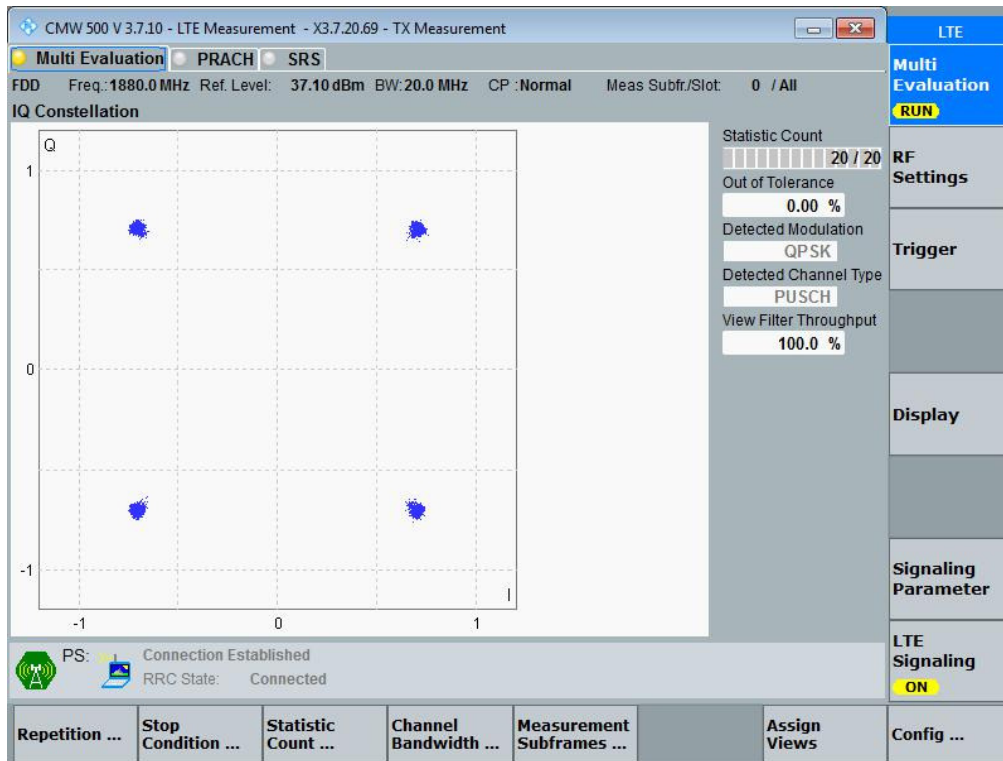 CMW 500 V 3.7.10 - LTE Measurement - X3.7.20.69 - TX Measurement
LTE
Multi Evaluation PRACH SRS
Multi
Evaluation
RUN
FDD Freq.:1880.0 MHz Ref. Level: 37.10 dBm BW:20.0 MHz CP :Normal Meas Subfr./Slot: 0 / All
IQ Constellation
Q
1
0
-1
I
-1 0 1
Statistic Count
20 / 20
Out of Tolerance
0.00 %
Detected Modulation
QPSK
Detected Channel Type
PUSCH
View Filter Throughput
100.0 %
RF
Settings
Trigger
Display
Signaling
Parameter
LTE
Signaling
ON
PS: Connection Established
RRC State: Connected
Repetition ...
Stop
Condition ...
Statistic
Count ...
Channel
Bandwidth ...
Measurement
Subframes ...
Assign
Views
Config ...